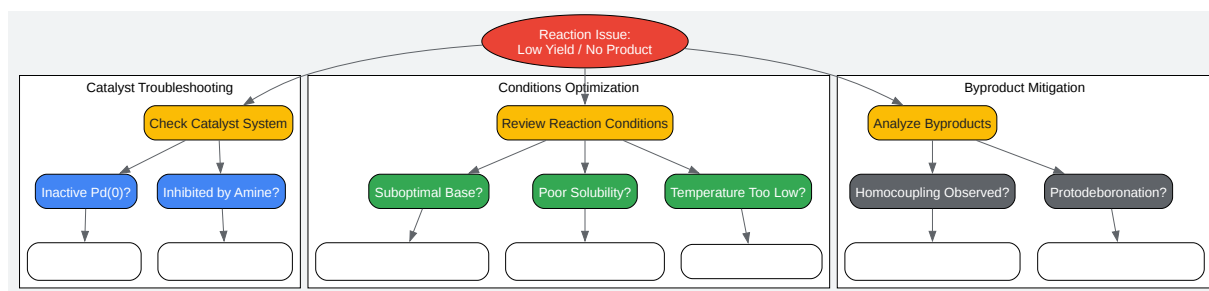 Reaction Issue:
Low Yield / No Product
Catalyst Troubleshooting
Conditions Optimization
Byproduct Mitigation
Check Catalyst System
Review Reaction Conditions
Analyze Byproducts
Inactive Pd(0)?
Inhibited by Amine?
Suboptimal Base?
Poor Solubility?
Temperature Too Low?
Homocoupling Observed?
Protodeboronation?